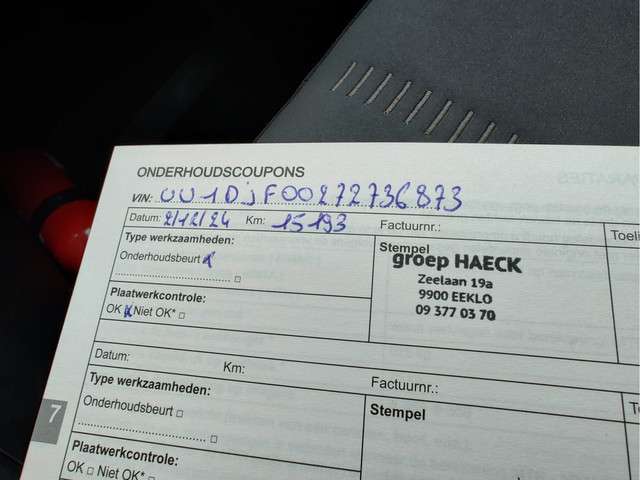 ONDERHOUDSCOUPONS
VIN: UU1DJF00272736873
Datum: 2/12/24 Km: 15193 Factuurnr.: Toeli
Type werkzaamheden:
Onderhoudsbeurt x
Stempel
groep HAECK
Zeelaan 19a
9900 EEKLO
09 377 03 70
Plaatwerkcontrole:
OK x Niet OK* □
Datum: Km: Factuurnr.: T
Type werkzaamheden:
Onderhoudsbeurt □
Stempel
Plaatwerkcontrole:
OK □ Niet OK* □
7